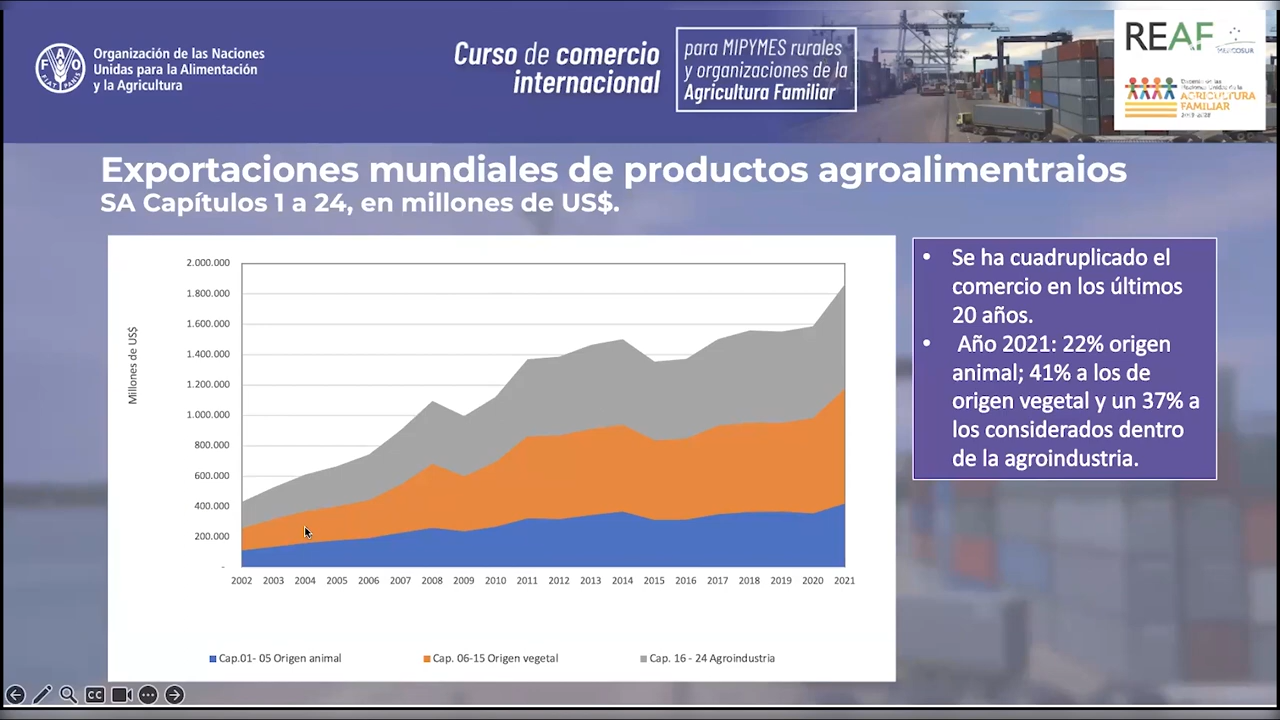 Organización de las Naciones
Unidas para la Alimentación
y la Agricultura
Curso de comercio
internacional
para MIPYMES rurales
y organizaciones de la
Agricultura Familiar
REAF
MERCOSUR
AGRICULTURA
FAMILIAR
Exportaciones mundiales de productos agroalimentraios
SA Capítulos 1 a 24, en millones de US$.
Millones de US$
2.000.000
1.800.000
1.600.000
1.400.000
1.200.000
1.000.000
800.000
600.000
400.000
200.000
-
2002 2003 2004 2005 2006 2007 2008 2009 2010 2011 2012 2013 2014 2015 2016 2017 2018 2019 2020 2021
Cap.01- 05 Origen animal
Cap. 06-15 Origen vegetal
Cap. 16 - 24 Agroindustria
• Se ha cuadruplicado el
comercio en los últimos
20 años.
• Año 2021: 22% origen
animal; 41% a los de
origen vegetal y un 37% a
los considerados dentro
de la agroindustria.
CC